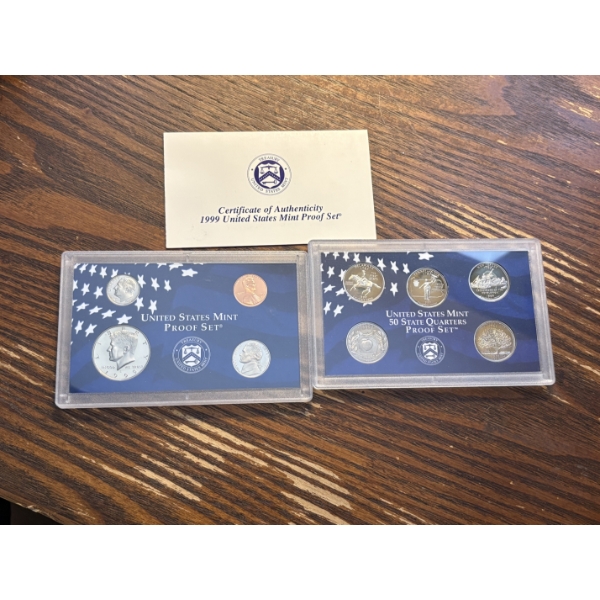 Certificate of Authenticity
1999 United States Mint Proof Set®
UNITED STATES MINT
PROOF SET®
UNITED STATES MINT
50 STATE QUARTERS
PROOF SET™